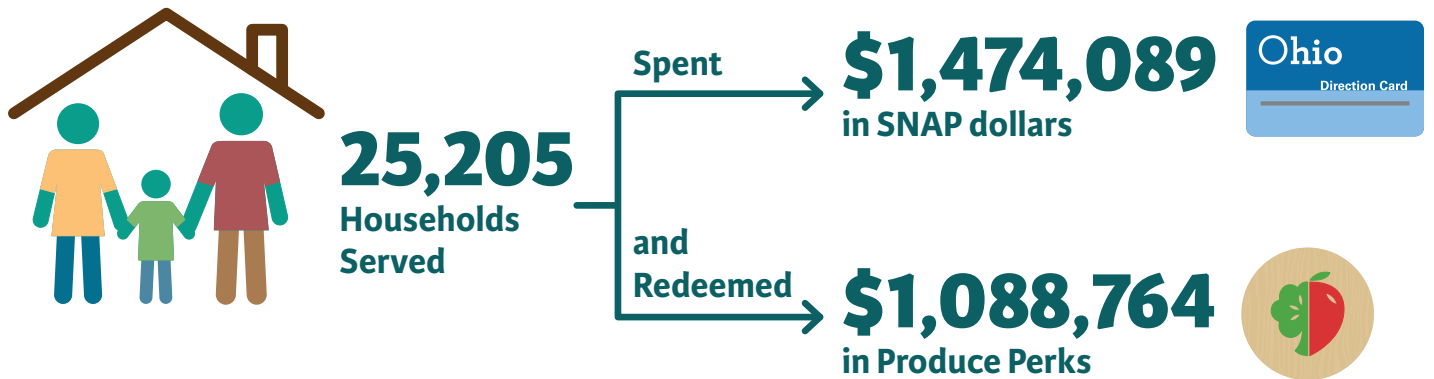 25,205
Households
Served
Spent
$1,474,089
in SNAP dollars
Ohio
Direction Card
and
Redeemed
$1,088,764
in Produce Perks